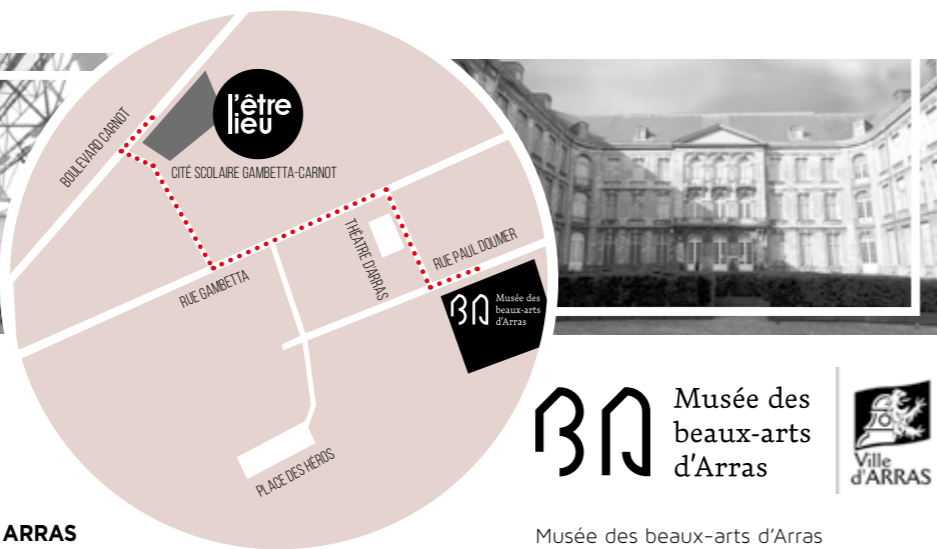 l'être
lieu
BOULEVARD CARNOT
CITÉ SCOLAIRE GAMBETTA-CARNOT
THÉATRE D'ARRAS
RUE PAUL DOUMER
RUE GAMBETTA
BA
Musée des
beaux-arts
d'Arras
PLACE DES HÉROS
BA
Musée des
beaux-arts
d'Arras
Ville
d'ARRAS
ARRAS
Musée des beaux-arts d'Arras